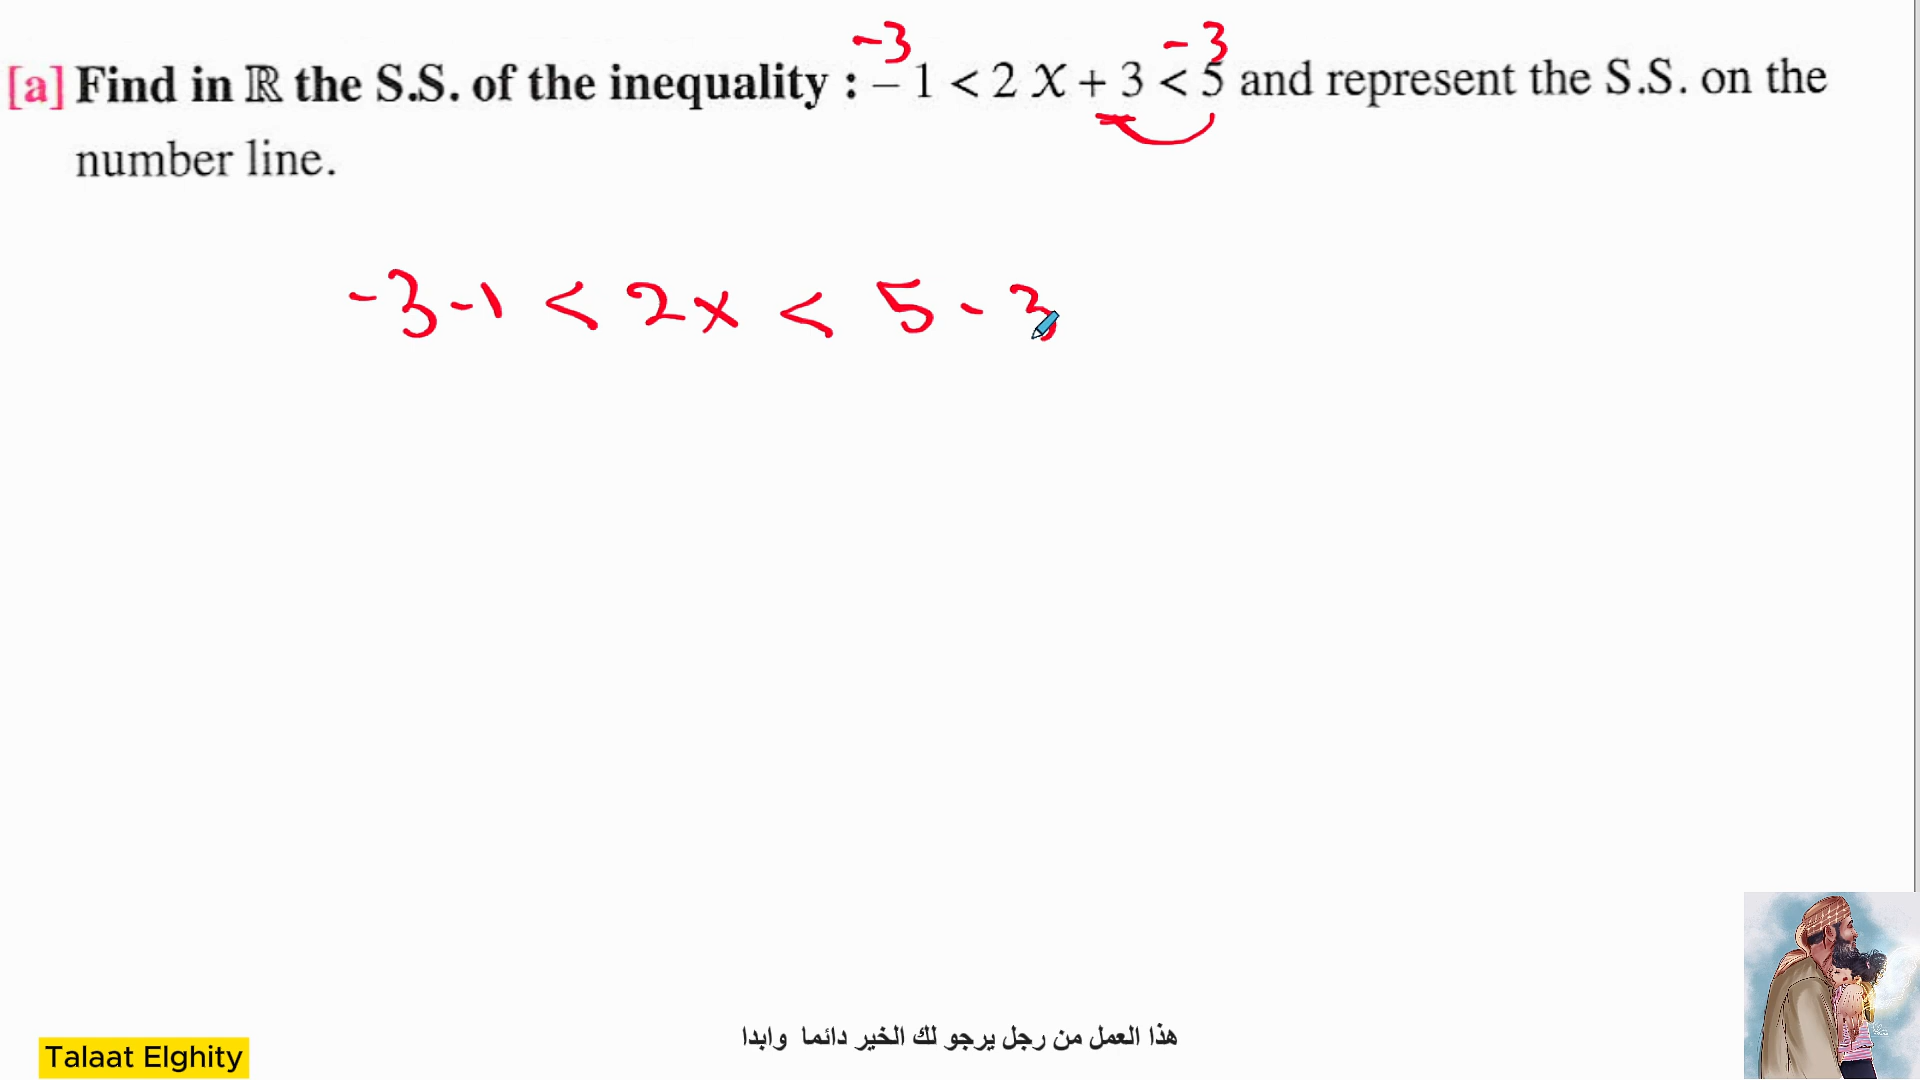 -3 -3
[a] Find in ℝ the S.S. of the inequality : – 1 < 2 X + 3 < 5 and represent the S.S. on the
number line.
-3-1 < 2x < 5-3
هذا العمل من رجل يرجو لك الخير دائما وابدا
Talaat Elghity